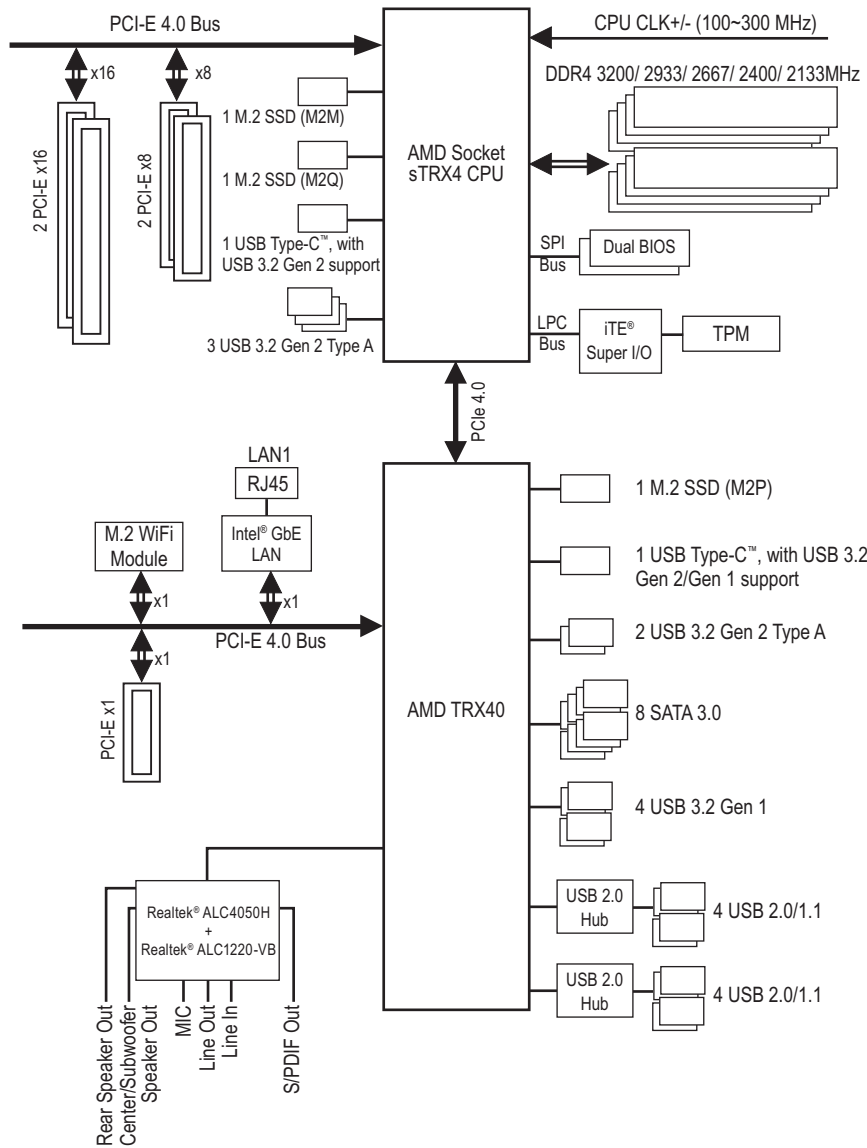 PCI-E 4.0 Bus
CPU CLK+/- (100~300 MHz)
x16
x8
DDR4 3200/ 2933/ 2667/ 2400/ 2133MHz
1 M.2 SSD (M2M)
AMD Socket
sTRX4 CPU
1 M.2 SSD (M2Q)
2 PCI-E x16
2 PCI-E x8
1 USB Type-C™, with
USB 3.2 Gen 2 support
SPI
Bus
Dual BIOS
3 USB 3.2 Gen 2 Type A
LPC
Bus
iTE®
Super I/O
TPM
PCIe 4.0
LAN1
RJ45
M.2 WiFi
Module
Intel® GbE
LAN
x1
x1
PCI-E 4.0 Bus
x1
PCI-E x1
AMD TRX40
1 M.2 SSD (M2P)
1 USB Type-C™, with USB 3.2
Gen 2/Gen 1 support
2 USB 3.2 Gen 2 Type A
8 SATA 3.0
4 USB 3.2 Gen 1
USB 2.0
Hub
4 USB 2.0/1.1
USB 2.0
Hub
4 USB 2.0/1.1
Realtek® ALC4050H
+
Realtek® ALC1220-VB
Rear Speaker Out
Center/Subwoofer
Speaker Out
MIC
Line Out
Line In
S/PDIF Out